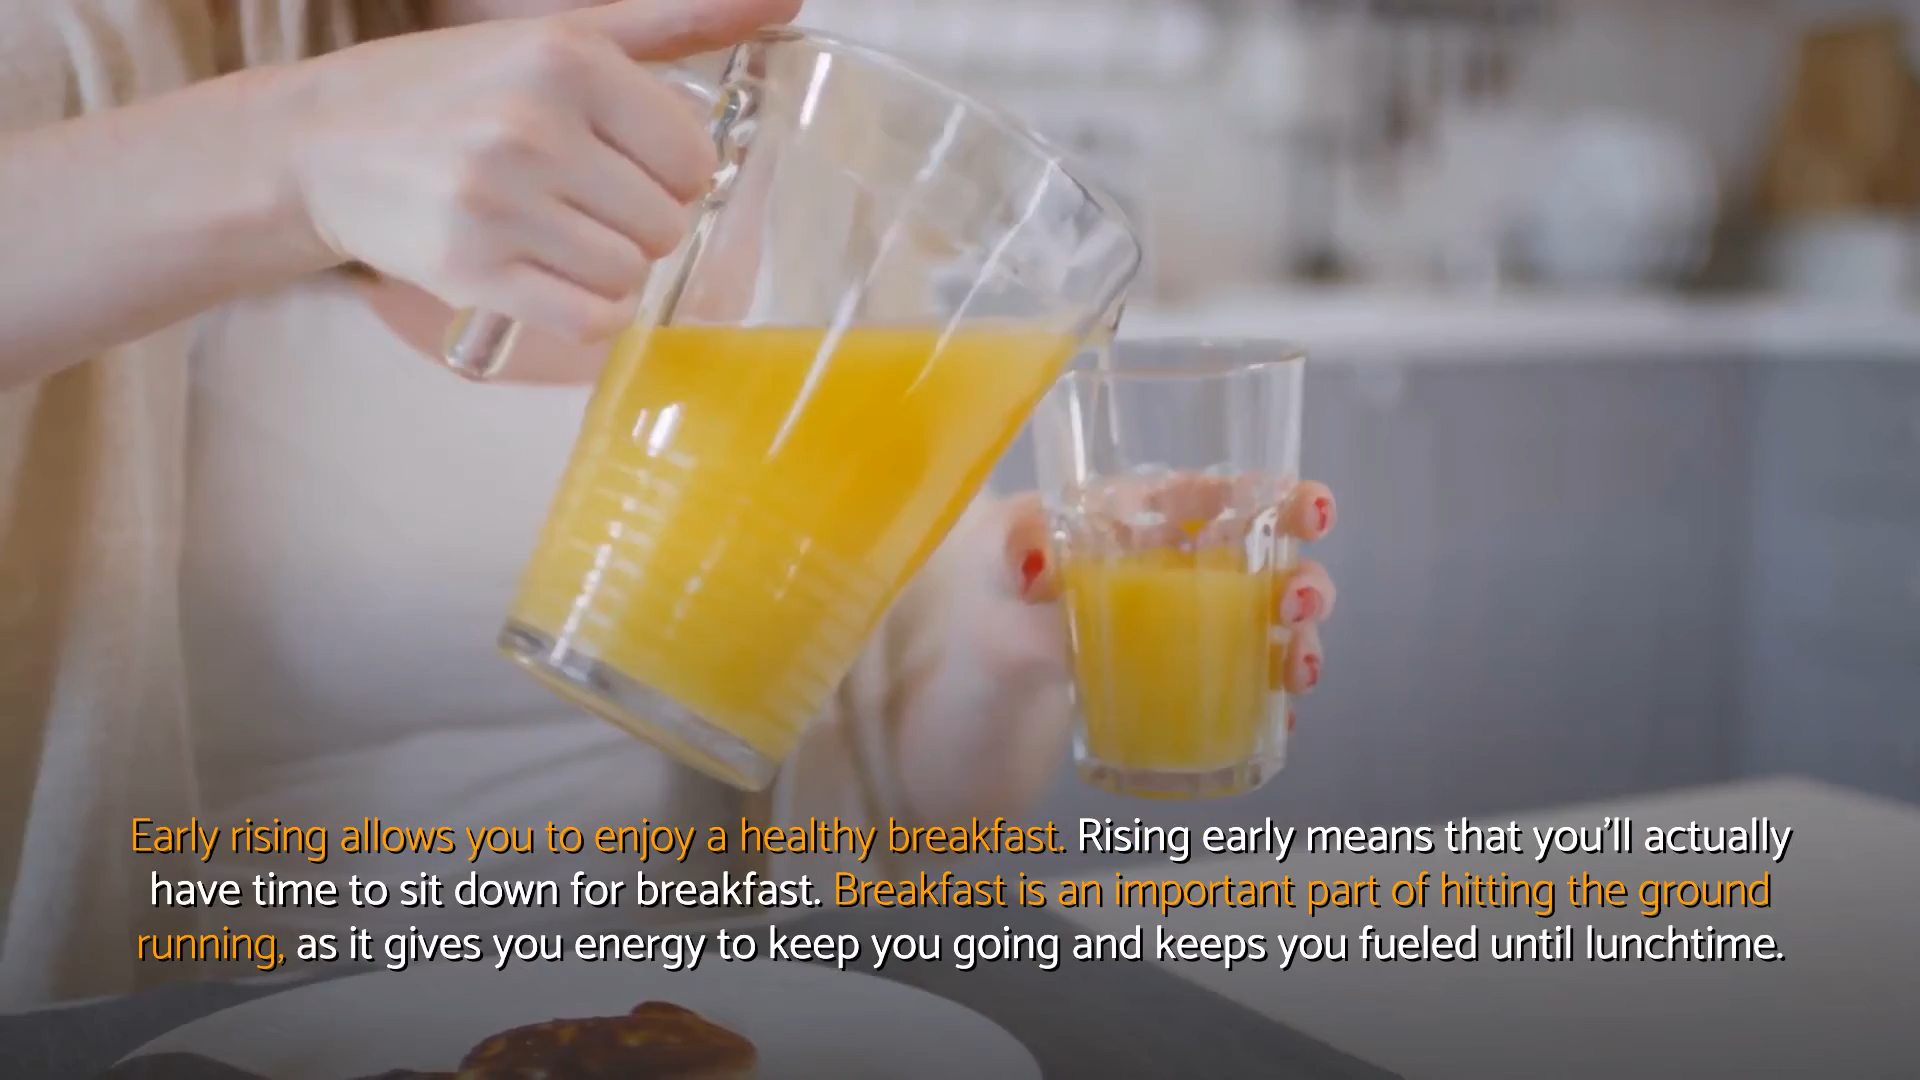 Early rising allows you to enjoy a healthy breakfast. Rising early means that you’ll actually
have time to sit down for breakfast. Breakfast is an important part of hitting the ground
running, as it gives you energy to keep you going and keeps you fueled until lunchtime.